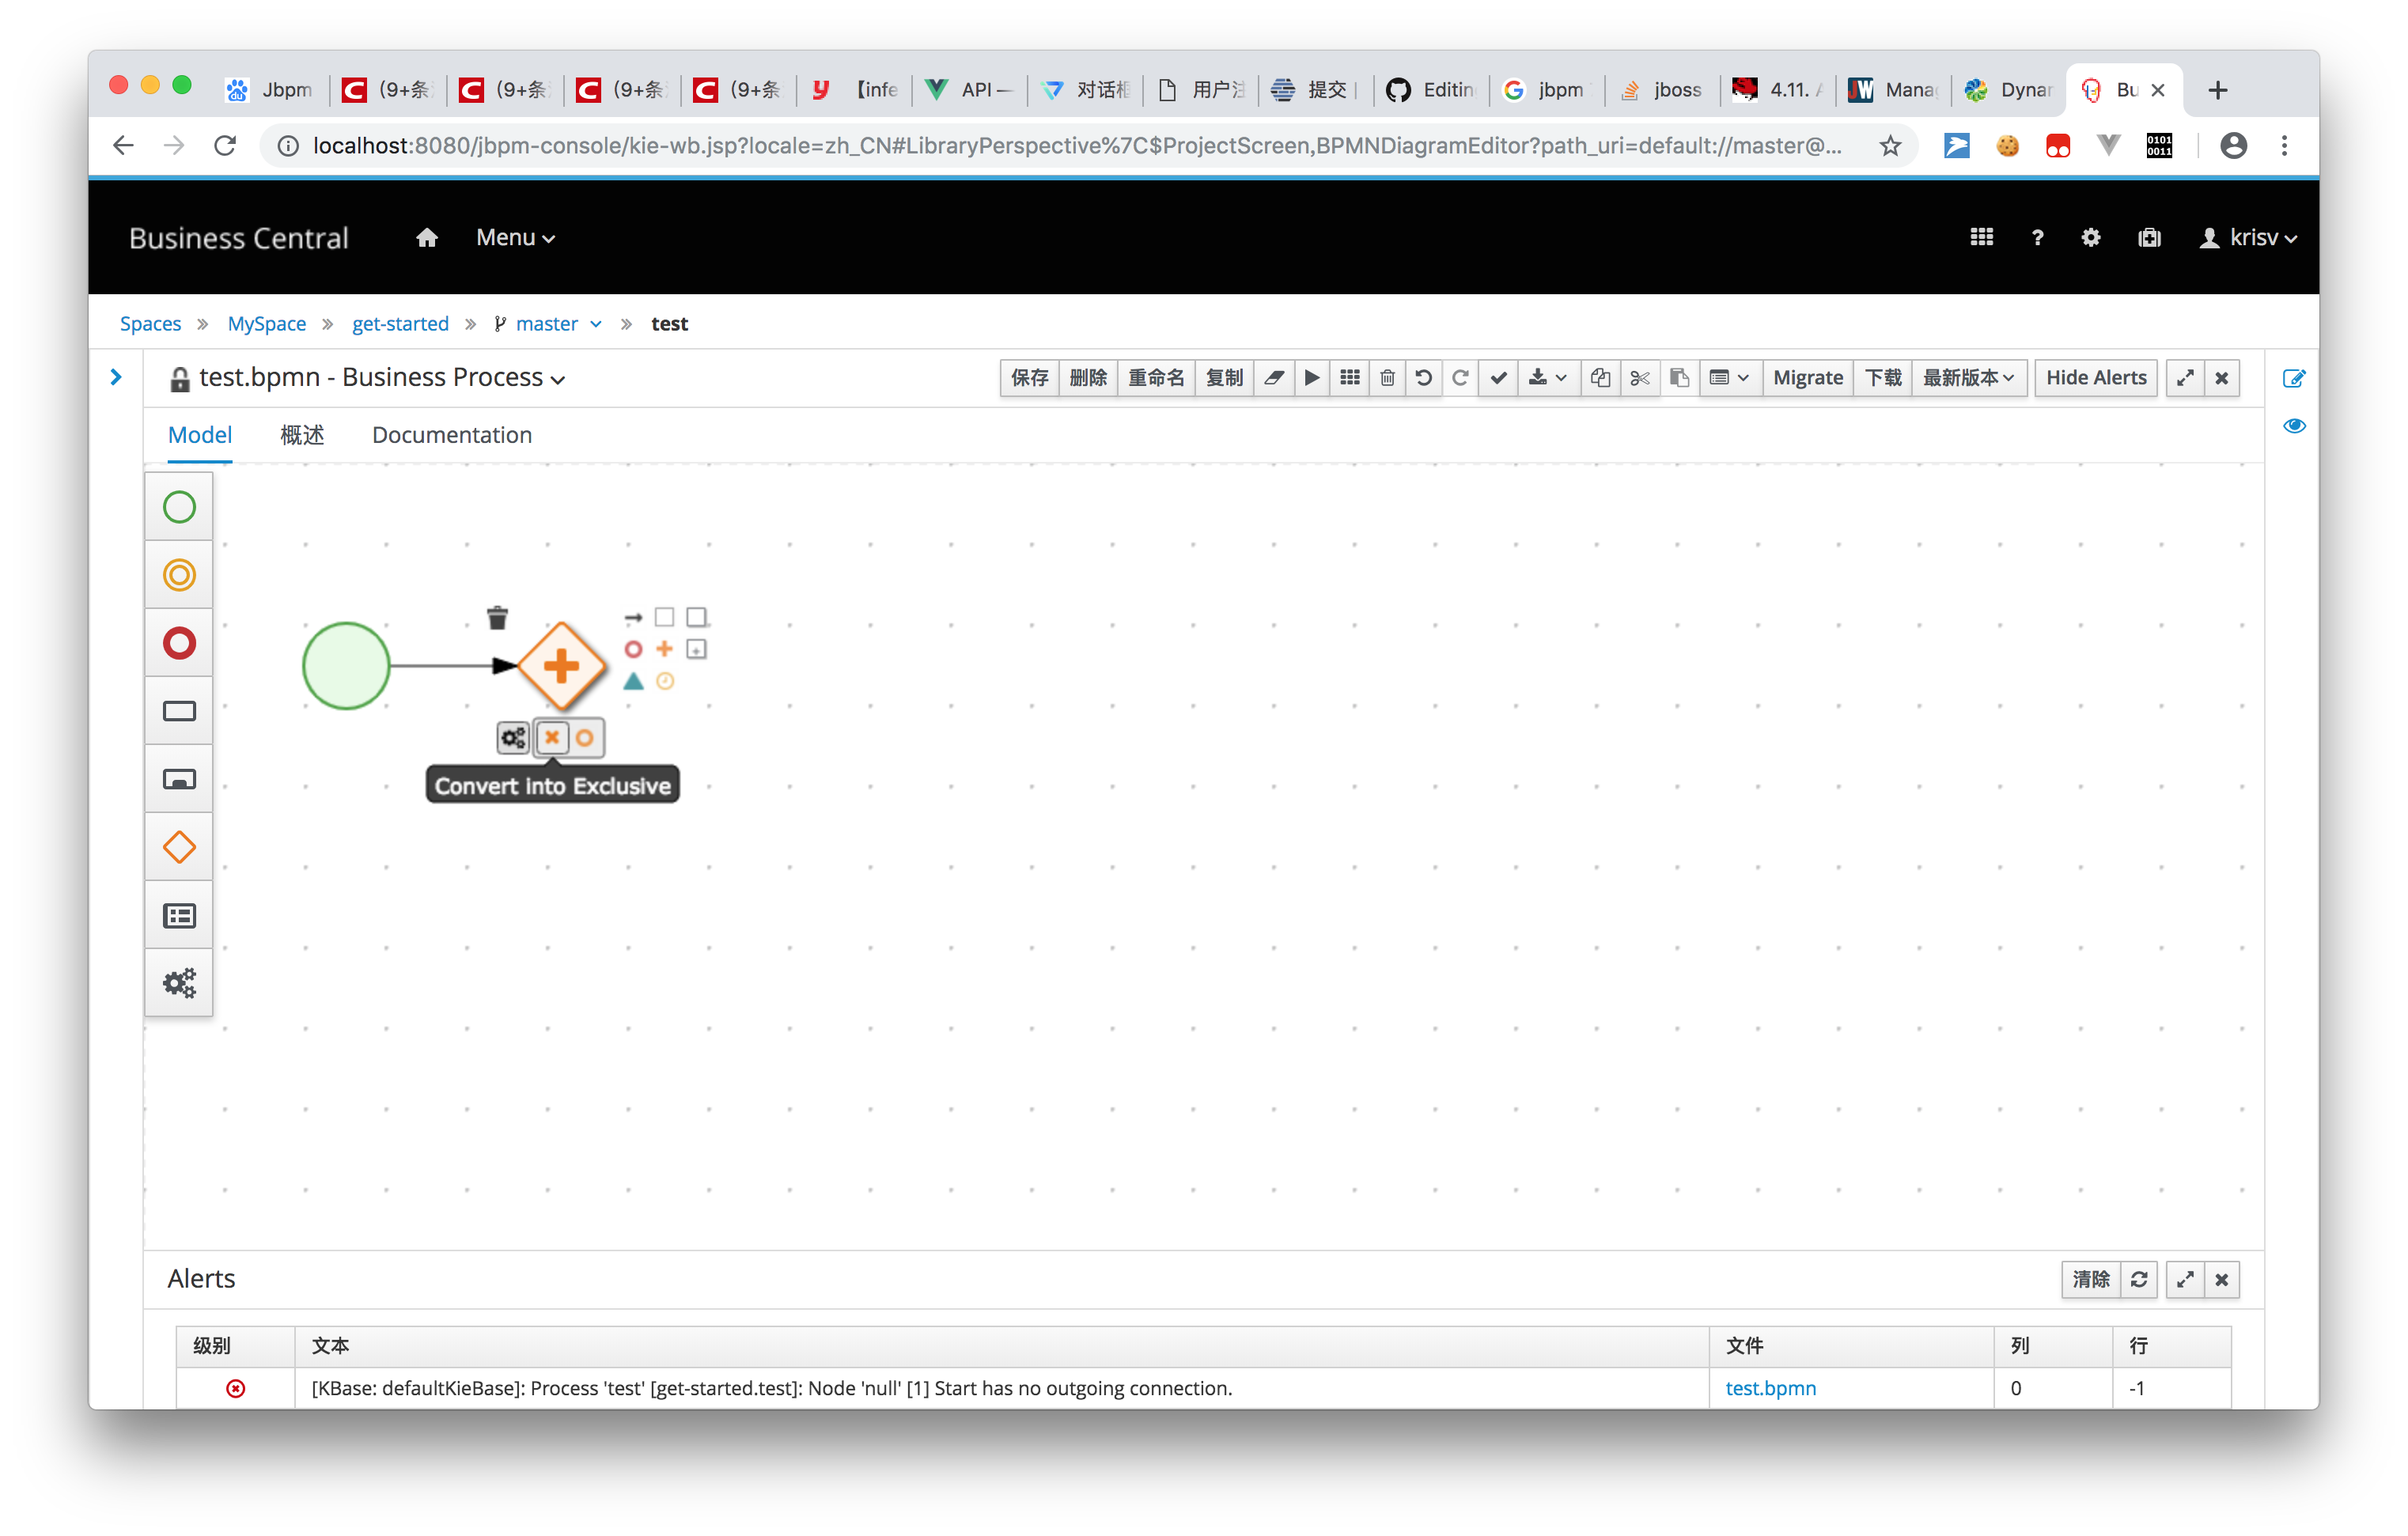 Jbpm
(9+条
(9+条
(9+条
(9+条
【infe
API —
对话框
用户注
提交 |
Editin
jbpm
jboss
4.11. A
Manag
Dynar
Bu
localhost:8080/jbpm-console/kie-wb.jsp?locale=zh_CN#LibraryPerspective%7C$ProjectScreen,BPMNDiagramEditor?path_uri=default://master@...
0101
0011
Business Central
Menu
krisv
Spaces » MySpace » get-started » master » test
test.bpmn - Business Process
保存 删除 重命名 复制 Migrate 下载 最新版本 Hide Alerts
Model 概述 Documentation
Convert into Exclusive
Alerts
清除
级别 文本 文件 列 行
[KBase: defaultKieBase]: Process 'test' [get-started.test]: Node 'null' [1] Start has no outgoing connection. test.bpmn 0 -1